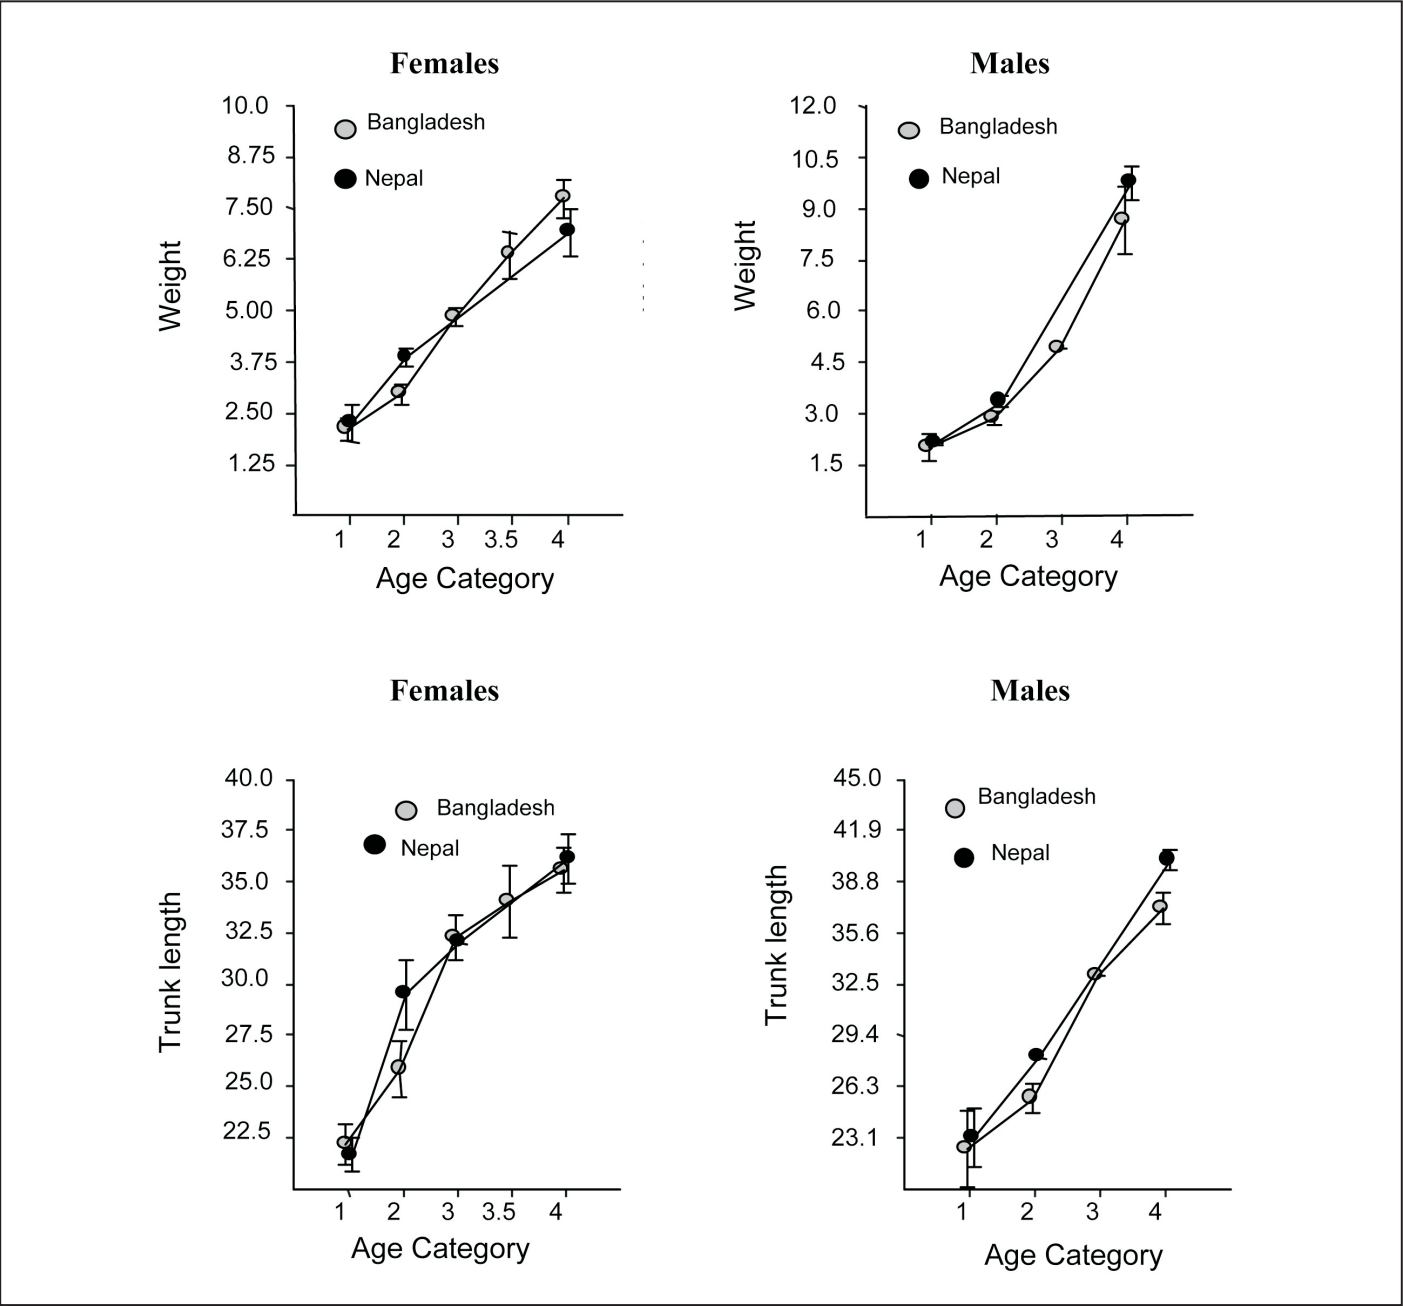 Females
10.0
8.75
7.50
6.25
5.00
3.75
2.50
1.25
Weight
Bangladesh
Nepal
1 2 3 3.5 4
Age Category
Males
12.0
10.5
9.0
7.5
6.0
4.5
3.0
1.5
Weight
Bangladesh
Nepal
1 2 3 4
Age Category
Females
40.0
37.5
35.0
32.5
30.0
27.5
25.0
22.5
Trunk length
Bangladesh
Nepal
1 2 3 3.5 4
Age Category
Males
45.0
41.9
38.8
35.6
32.5
29.4
26.3
23.1
Trunk length
Bangladesh
Nepal
1 2 3 4
Age Category